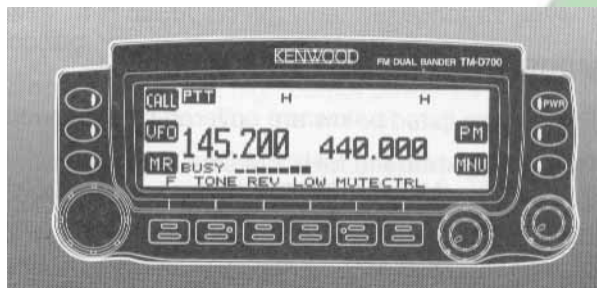 KENWOOD
FM DUAL BANDER TM-D700
CALL PTT H H PWR
VFO 145.200 440.000 PM
MR BUSY MNU
F TONE REV LOW MUTE CTRL